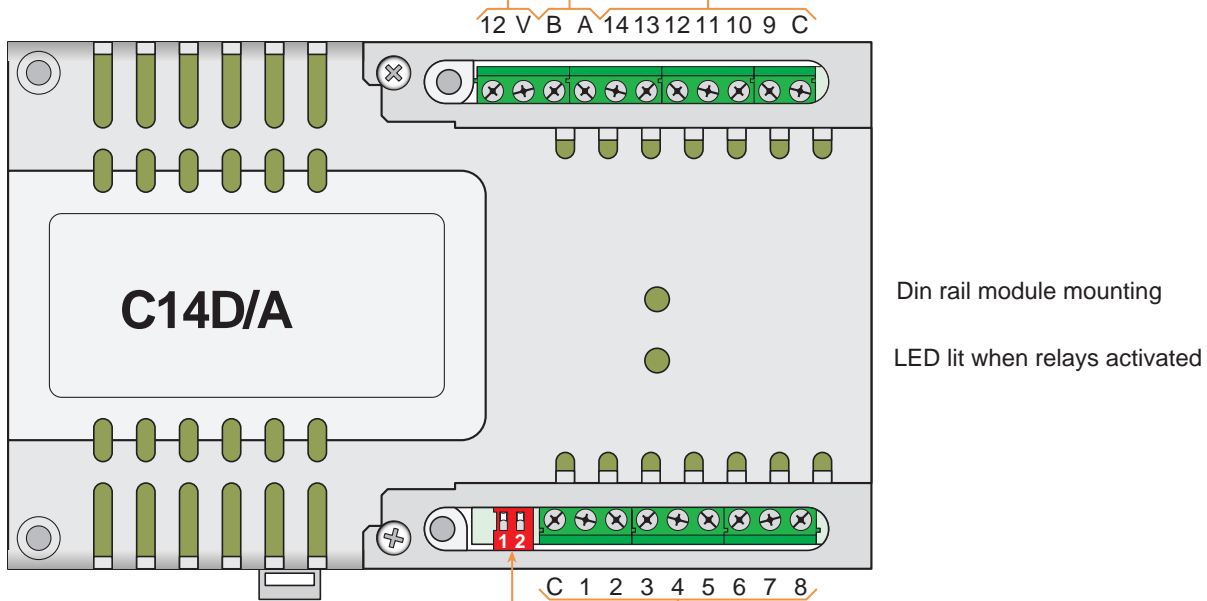 12 V B A 14 13 12 11 10 9 C
C14D/A
Din rail module mounting
LED lit when relays activated
1 2
C 1 2 3 4 5 6 7 8